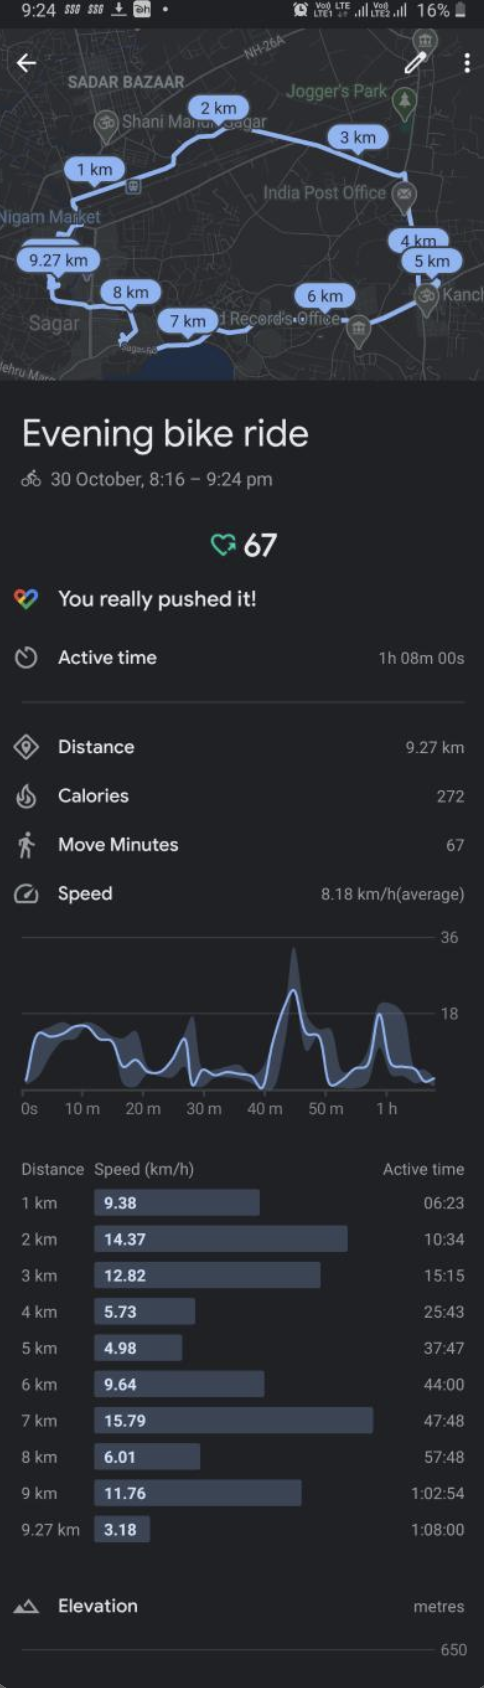 9:24 16%
NH-26A
SADAR BAZAAR
Jogger's Park
2 km
Shani Mandir Sagar
3 km
1 km
India Post Office
Nigam Market
4 km
9.27 km
5 km
8 km
6 km
Kanch
Sagar
7 km
d Record's Office
Evening bike ride
30 October, 8:16 – 9:24 pm
67
You really pushed it!
Active time 1h 08m 00s
Distance 9.27 km
Calories 272
Move Minutes 67
Speed 8.18 km/h(average)
36
18
0s 10 m 20 m 30 m 40 m 50 m 1 h
Distance Speed (km/h) Active time
1 km 9.38 06:23
2 km 14.37 10:34
3 km 12.82 15:15
4 km 5.73 25:43
5 km 4.98 37:47
6 km 9.64 44:00
7 km 15.79 47:48
8 km 6.01 57:48
9 km 11.76 1:02:54
9.27 km 3.18 1:08:00
Elevation metres
650